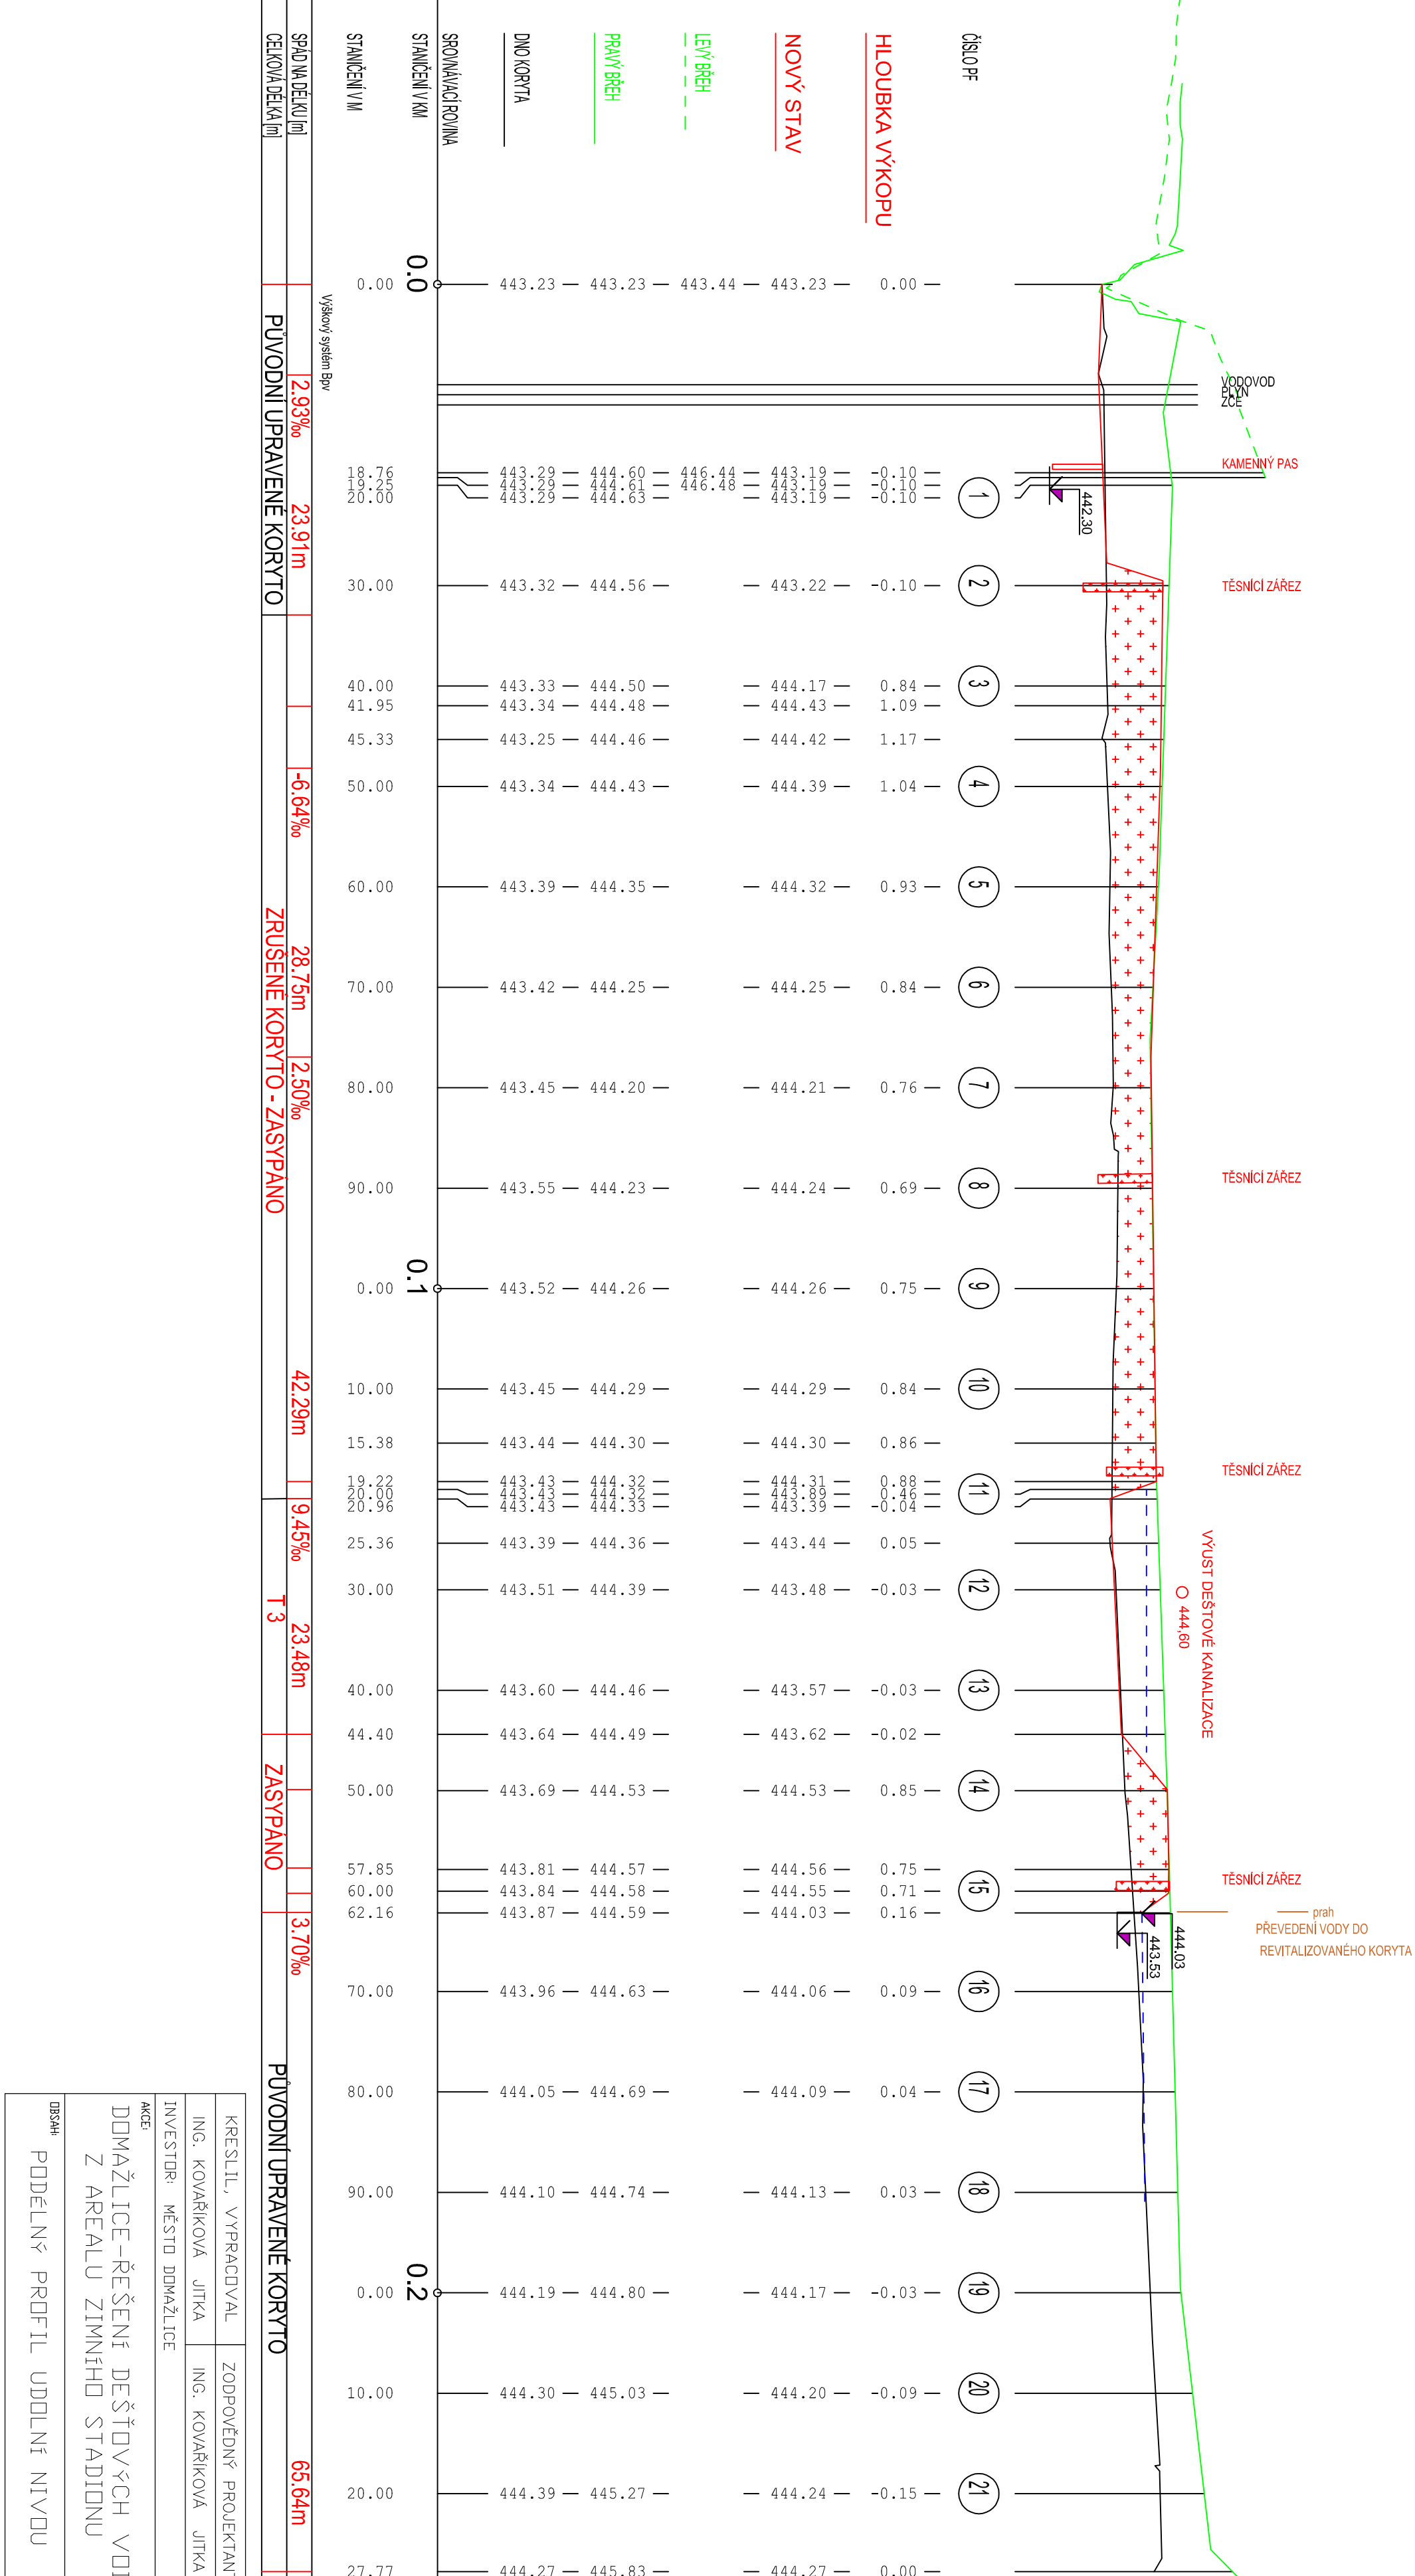 ČÍSLO PF
HLOUBKA VÝKOPU
NOVÝ STAV
LEVÝ BŘEH
PRAVÝ BŘEH
DNO KORYTA
SROVNÁVACÍ ROVINA
STANIČENÍ V KM
STANIČENÍ V M
SPÁD NA DÉLKU [m]
CELKOVÁ DÉLKA [m]
Výškový systém Bpv
0.0
0.00 443.23 443.23 443.44 443.23 0.00
VODOVOD
PLYN
ZČE
KAMENNÝ PAS
18.76 443.29 444.60 446.44 443.19 -0.10
19.25 443.29 444.61 446.48 443.19 -0.10
20.00 443.29 444.63 443.19 -0.10 1
442.30
30.00 443.32 444.56 443.22 -0.10 2
TĚSNÍCÍ ZÁŘEZ
40.00 443.33 444.50 444.17 0.84 3
41.95 443.34 444.48 444.43 1.09
45.33 443.25 444.46 444.42 1.17
50.00 443.34 444.43 444.39 1.04 4
60.00 443.39 444.35 444.32 0.93 5
70.00 443.42 444.25 444.25 0.84 6
80.00 443.45 444.20 444.21 0.76 7
90.00 443.55 444.23 444.24 0.69 8
TĚSNÍCÍ ZÁŘEZ
0.1
0.00 443.52 444.26 444.26 0.75 9
10.00 443.45 444.29 444.29 0.84 10
15.38 443.44 444.30 444.30 0.86
TĚSNÍCÍ ZÁŘEZ
19.22 443.43 444.32 444.31 0.88
20.00 443.43 444.32 443.89 0.46 11
20.96 443.43 444.33 443.39 -0.04
25.36 443.39 444.36 443.44 0.05
30.00 443.51 444.39 443.48 -0.03 12
VÝUST DEŠTOVÉ KANALIZACE
444,60
40.00 443.60 444.46 443.57 -0.03 13
44.40 443.64 444.49 443.62 -0.02
50.00 443.69 444.53 444.53 0.85 14
57.85 443.81 444.57 444.56 0.75
TĚSNÍCÍ ZÁŘEZ
60.00 443.84 444.58 444.55 0.71 15
62.16 443.87 444.59 444.03 0.16
prah
PŘEVEDENÍ VODY DO
REVITALIZOVANÉHO KORYTA
444.03
443.53
70.00 443.96 444.63 444.06 0.09 16
80.00 444.05 444.69 444.09 0.04 17
90.00 444.10 444.74 444.13 0.03 18
0.2
0.00 444.19 444.80 444.17 -0.03 19
10.00 444.30 445.03 444.20 -0.09 20
20.00 444.39 445.27 444.24 -0.15 21
27.77 444.27 445.83 444.27 0.00
2.93‰ 23.91m -6.64‰ 28.75m 2.50‰ 42.29m 9.45‰ 23.48m 3.70‰ 65.64m
PŮVODNÍ UPRAVENÉ KORYTO
ZRUŠENÉ KORYTO - ZASYPÁNO
T 3
ZASYPÁNO
PŮVODNÍ UPRAVENÉ KORYTO
KRESLIL, VYPRACOVAL ZODPOVĚDNÝ PROJEKTANT
ING. KOVAŘÍKOVÁ JITKA ING. KOVAŘÍKOVÁ JITKA
INVESTOR: MĚSTO DOMAŽLICE
AKCE:
DOMAŽLICE-ŘEŠENÍ DEŠŤOVÝCH
Z AREALU ZIMNÍHO STADIONU
OBSAH:
PODÉLNÝ PROFIL UDOLNÍ NIVOU